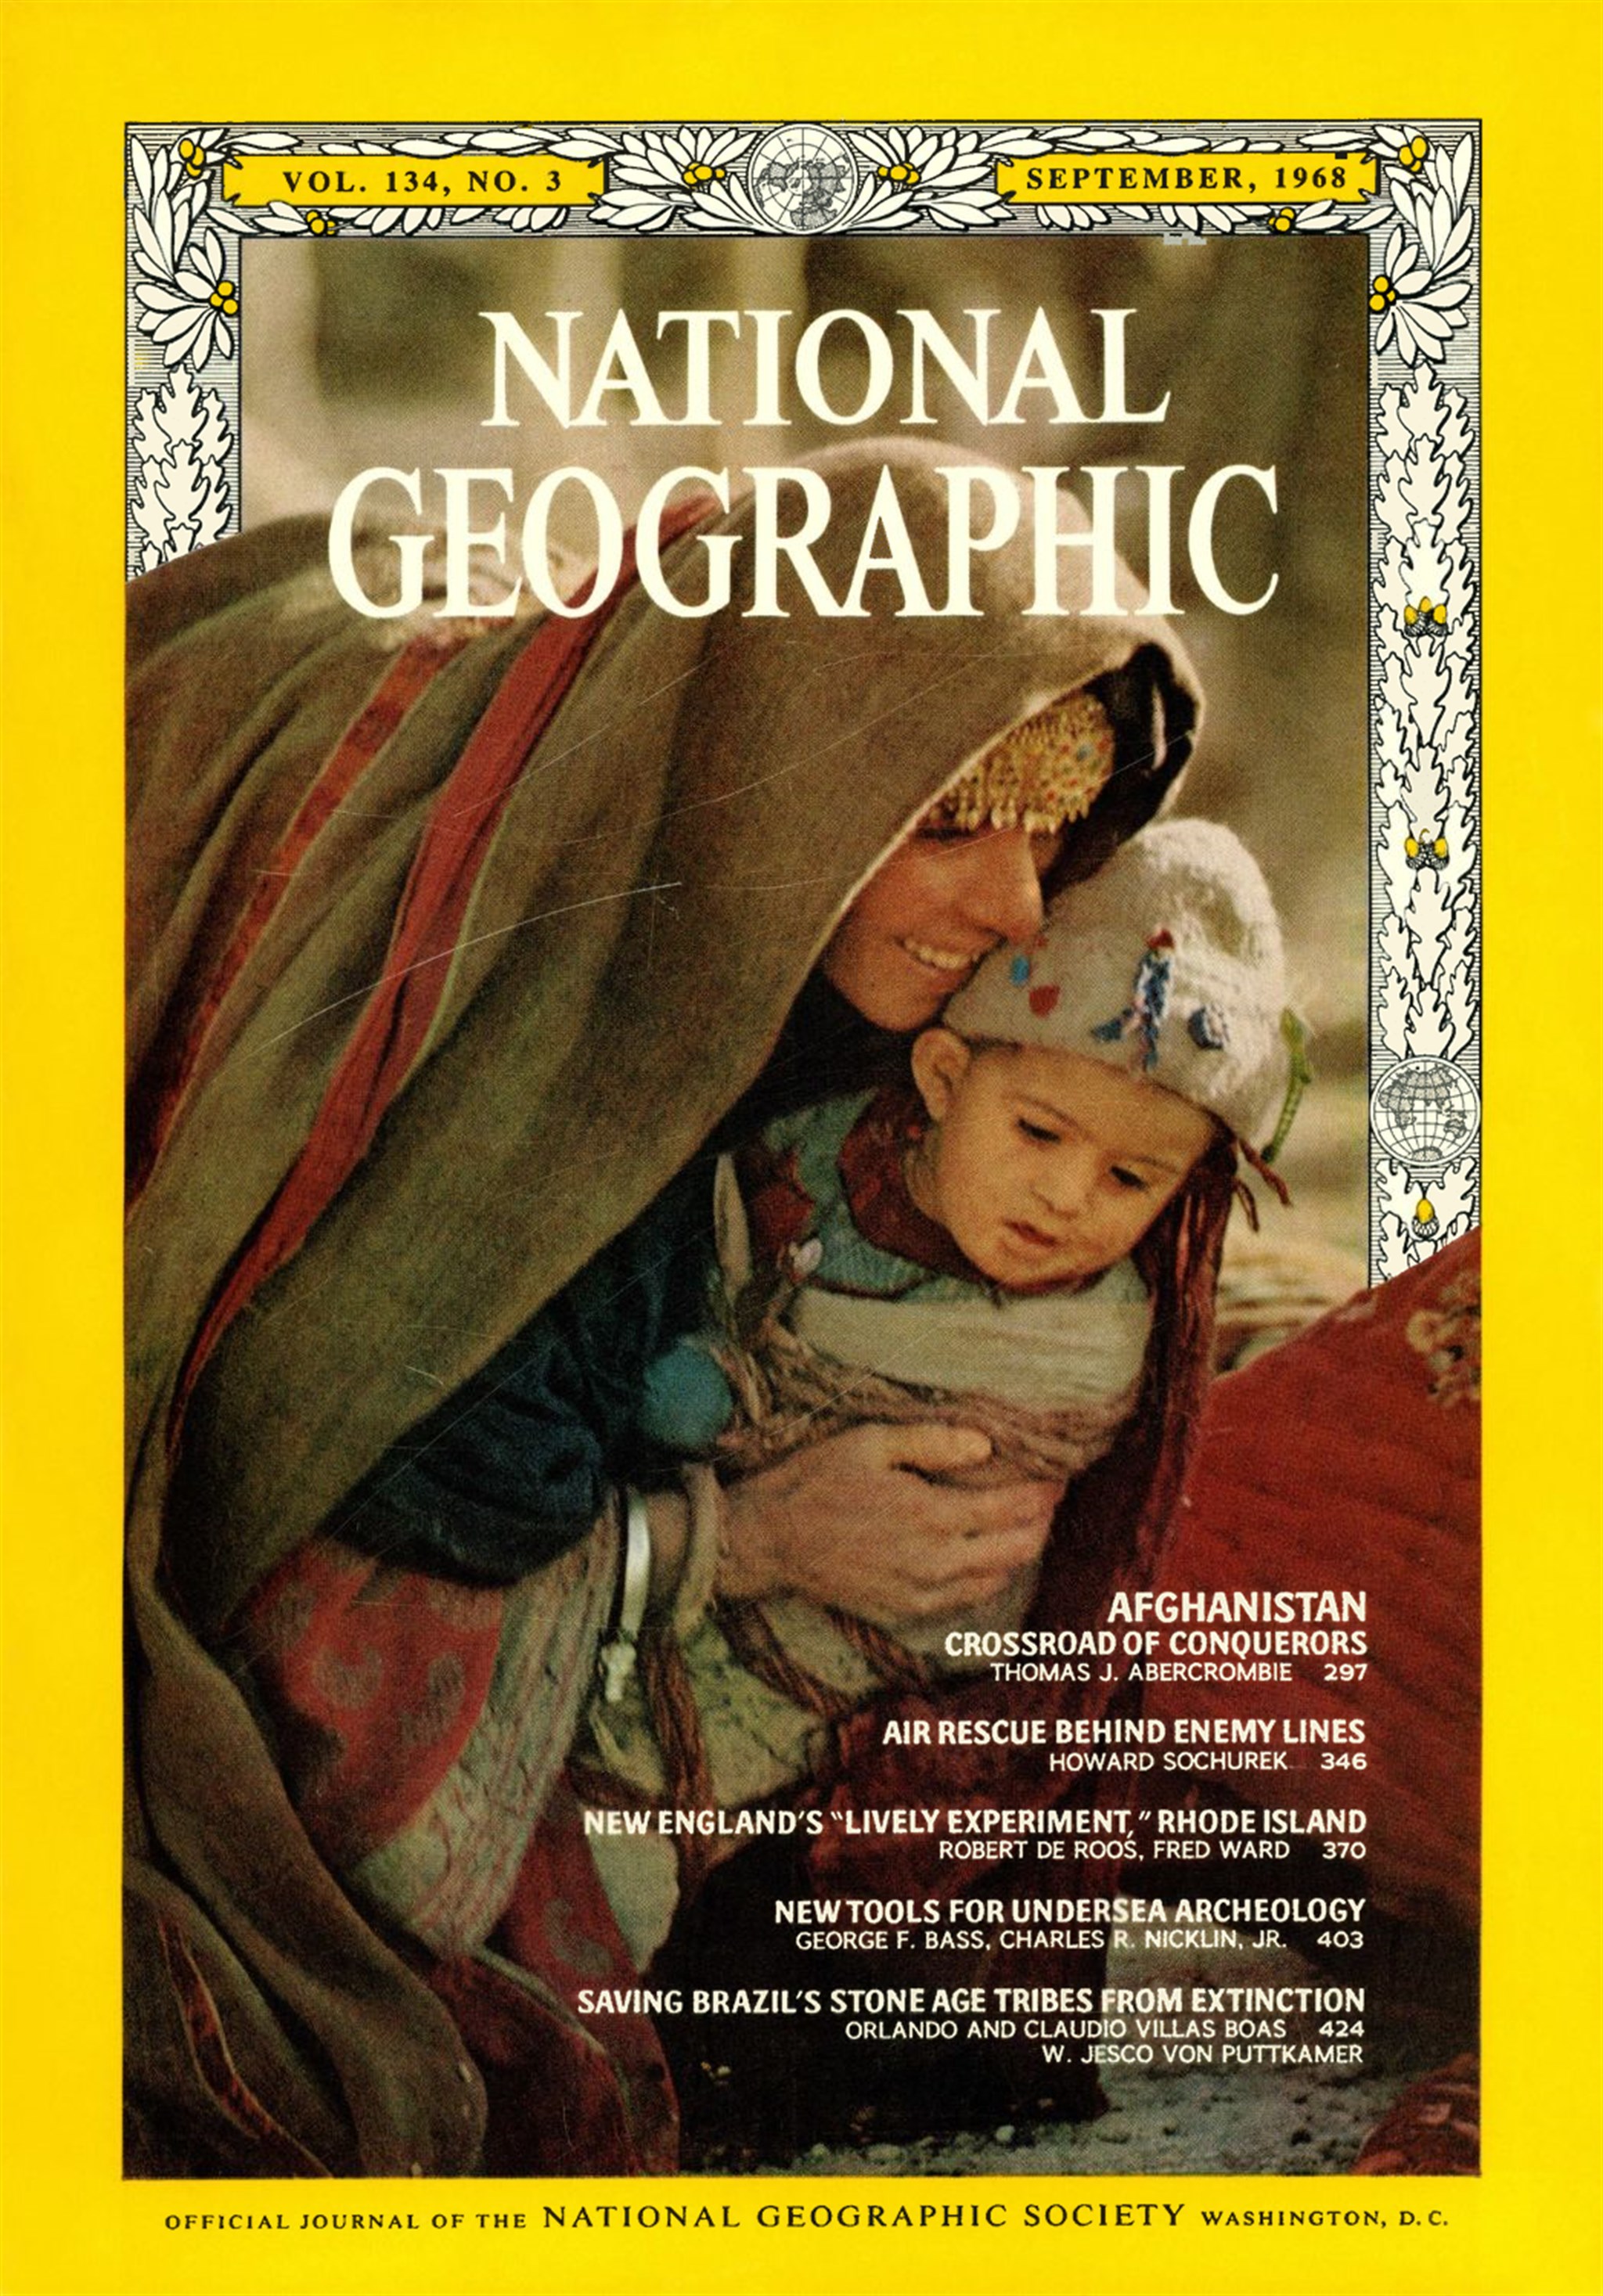 VOL. 134, NO. 3
SEPTEMBER, 1968
NATIONAL
GEOGRAPHIC
AFGHANISTAN
CROSSROAD OF CONQUERORS
THOMAS J. ABERCROMBIE 297
AIR RESCUE BEHIND ENEMY LINES
HOWARD SOCHUREK 346
NEW ENGLAND'S "LIVELY EXPERIMENT," RHODE ISLAND
ROBERT DE ROOS, FRED WARD 370
NEW TOOLS FOR UNDERSEA ARCHEOLOGY
GEORGE F. BASS, CHARLES R. NICKLIN, JR. 403
SAVING BRAZIL'S STONE AGE TRIBES FROM EXTINCTION
ORLANDO AND CLAUDIO VILLAS BOAS 424
W. JESCO VON PUTTKAMER
OFFICIAL JOURNAL OF THE NATIONAL GEOGRAPHIC SOCIETY WASHINGTON, D.C.